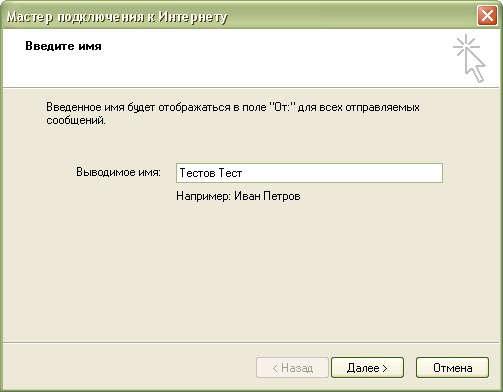 Мастер подключения к Интернету
Введите имя
Введенное имя будет отображаться в поле "От:" для всех отправляемых
сообщений.
Выводимое имя: Тестов Тест
Например: Иван Петров
< Назад Далее > Отмена